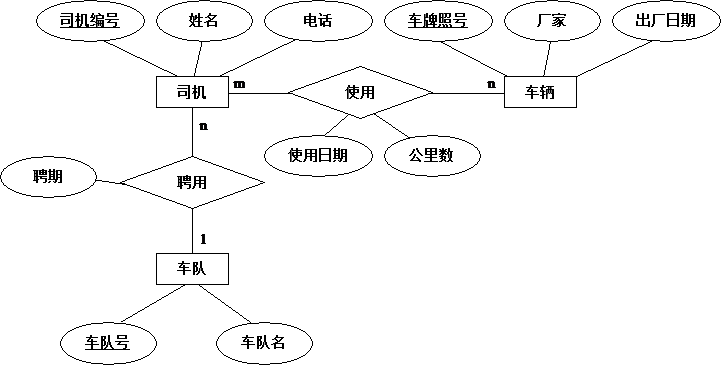 司机编号 姓名 电话 车牌照号 厂家 出厂日期
司机 m 使用 n 车辆
n
使用日期 公里数
聘期 聘用
1
车队
车队号 车队名